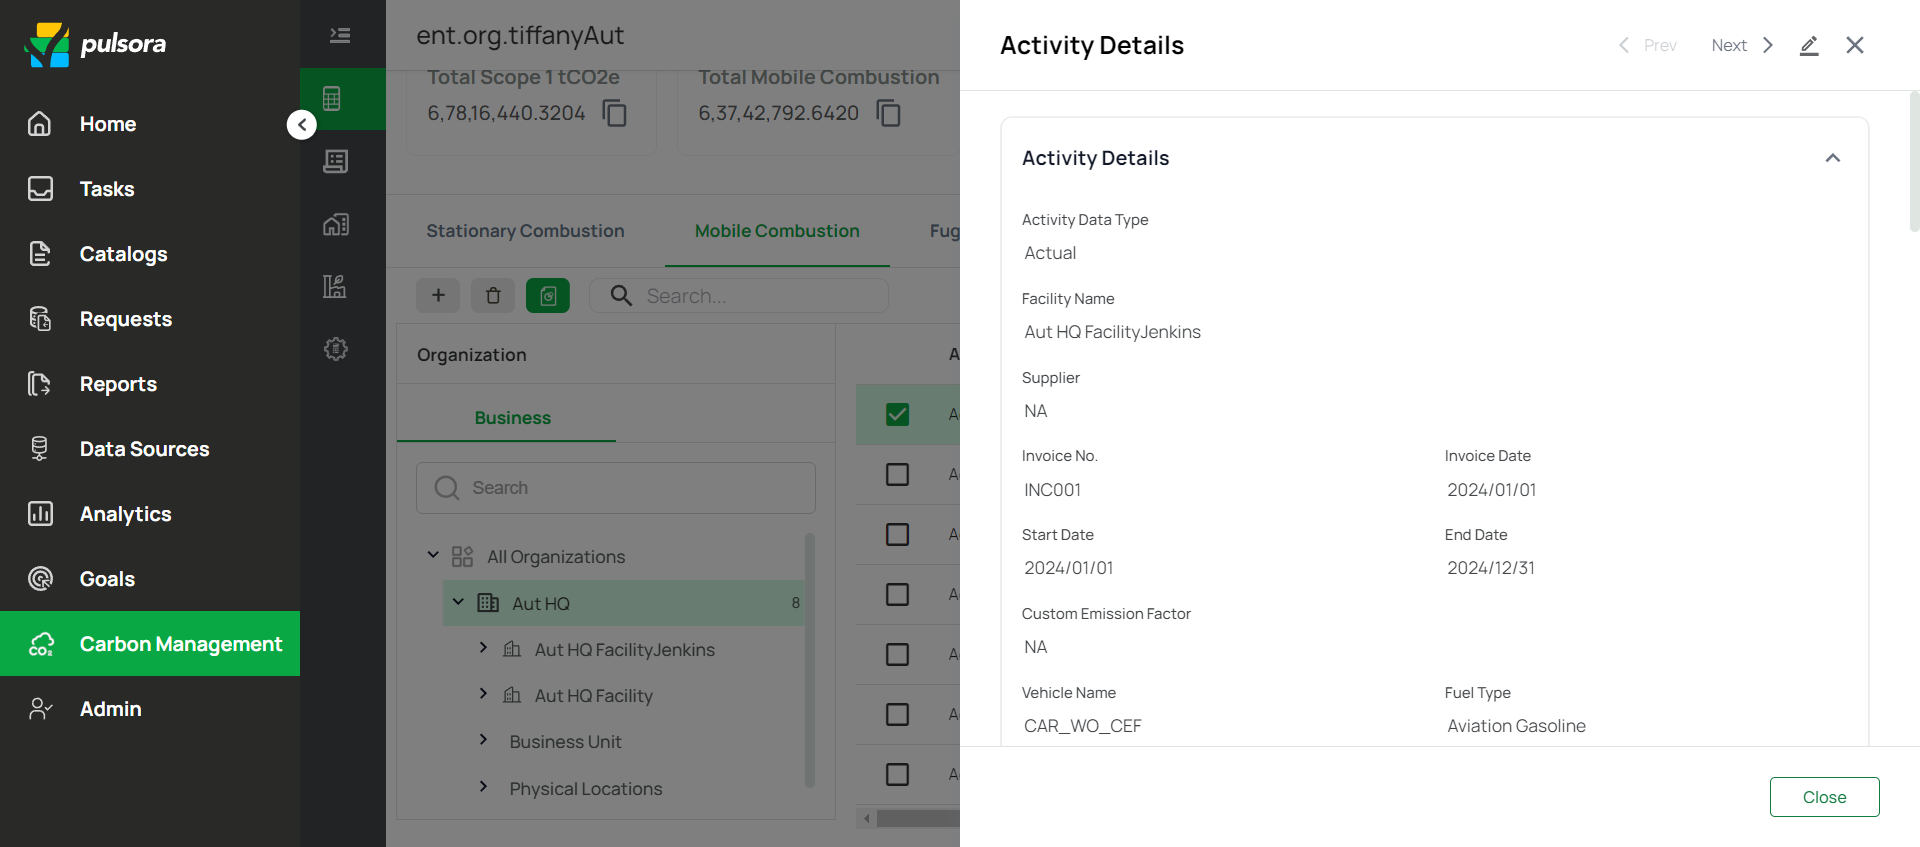 pulsora
Home
Tasks
Catalogs
Requests
Reports
Data Sources
Analytics
Goals
CO₂
Carbon Management
Admin
ent.org.tiffanyAut
Total Scope 1 tCO2e
6,78,16,440.3204
Total Mobile Combustion
6,37,42,792.6420
Stationary Combustion
Mobile Combustion
Fug
Search...
Organization
Business
Search
All Organizations
Aut HQ
8
Aut HQ FacilityJenkins
Aut HQ Facility
Business Unit
Physical Locations
A
A
A
A
A
A
A
A
Activity Details
Prev
Next
Activity Details
Activity Data Type
Actual
Facility Name
Aut HQ FacilityJenkins
Supplier
NA
Invoice No.
INC001
Invoice Date
2024/01/01
Start Date
2024/01/01
End Date
2024/12/31
Custom Emission Factor
NA
Vehicle Name
CAR_WO_CEF
Fuel Type
Aviation Gasoline
Close